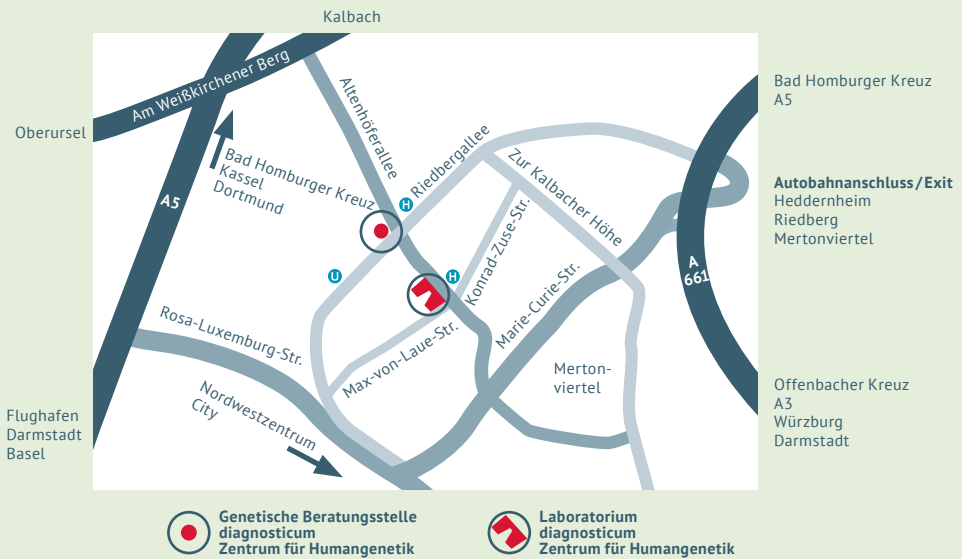 Kalbach
Am Weißkirchener Berg
Oberursel
Altenhöferallee
Riedbergallee
Bad Homburger Kreuz
Kassel
Dortmund
A5
H
Zur Kalbacher Höhe
Bad Homburger Kreuz
A5
Autobahnanschluss/Exit
Heddernheim
Riedberg
Mertonviertel
U
H
Konrad-Zuse-Str.
Marie-Curie-Str.
A
661
Rosa-Luxemburg-Str.
Max-von-Laue-Str.
Merton-
viertel
Nordwestzentrum
City
Flughafen
Darmstadt
Basel
Offenbacher Kreuz
A3
Würzburg
Darmstadt
Genetische Beratungsstelle
diagnosticum
Zentrum für Humangenetik
Laboratorium
diagnosticum
Zentrum für Humangenetik